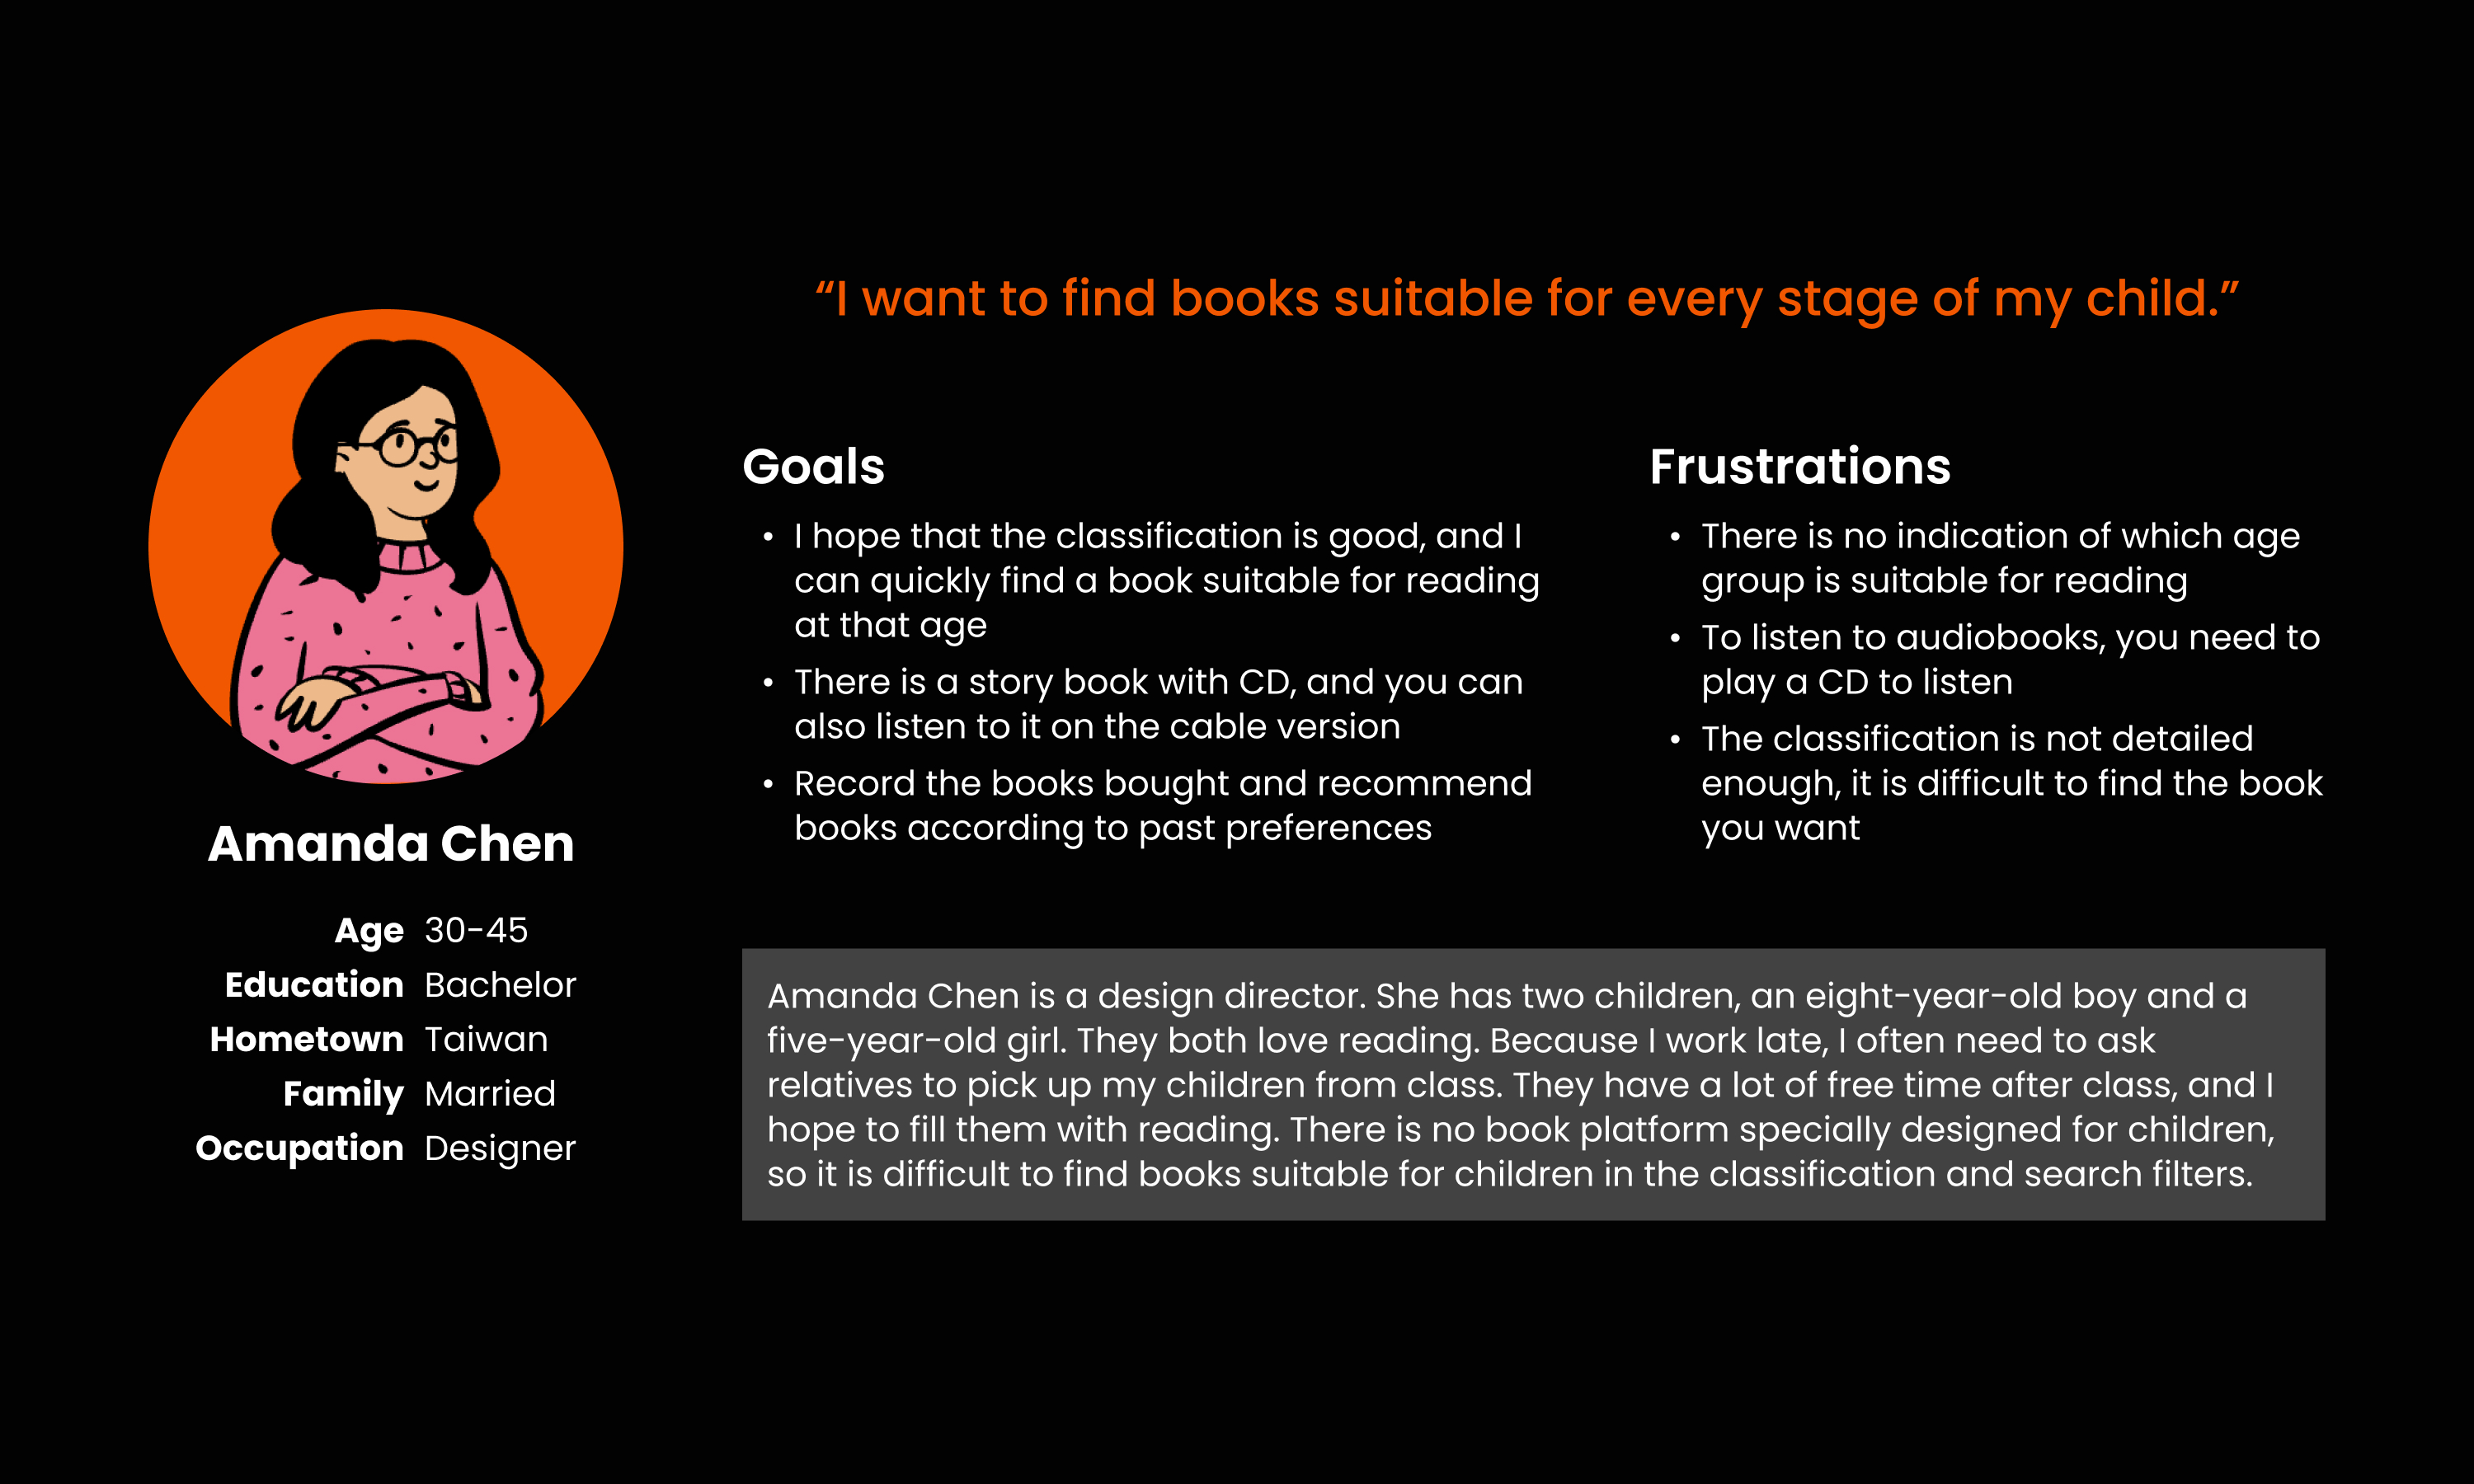 “I want to find books suitable for every stage of my child.”
Amanda Chen
Age 30-45
Education Bachelor
Hometown Taiwan
Family Married
Occupation Designer
Goals
• I hope that the classification is good, and I
can quickly find a book suitable for reading
at that age
• There is a story book with CD, and you can
also listen to it on the cable version
• Record the books bought and recommend
books according to past preferences
Frustrations
• There is no indication of which age
group is suitable for reading
• To listen to audiobooks, you need to
play a CD to listen
• The classification is not detailed
enough, it is difficult to find the book
you want
Amanda Chen is a design director. She has two children, an eight-year-old boy and a
five-year-old girl. They both love reading. Because I work late, I often need to ask
relatives to pick up my children from class. They have a lot of free time after class, and I
hope to fill them with reading. There is no book platform specially designed for children,
so it is difficult to find books suitable for children in the classification and search filters.